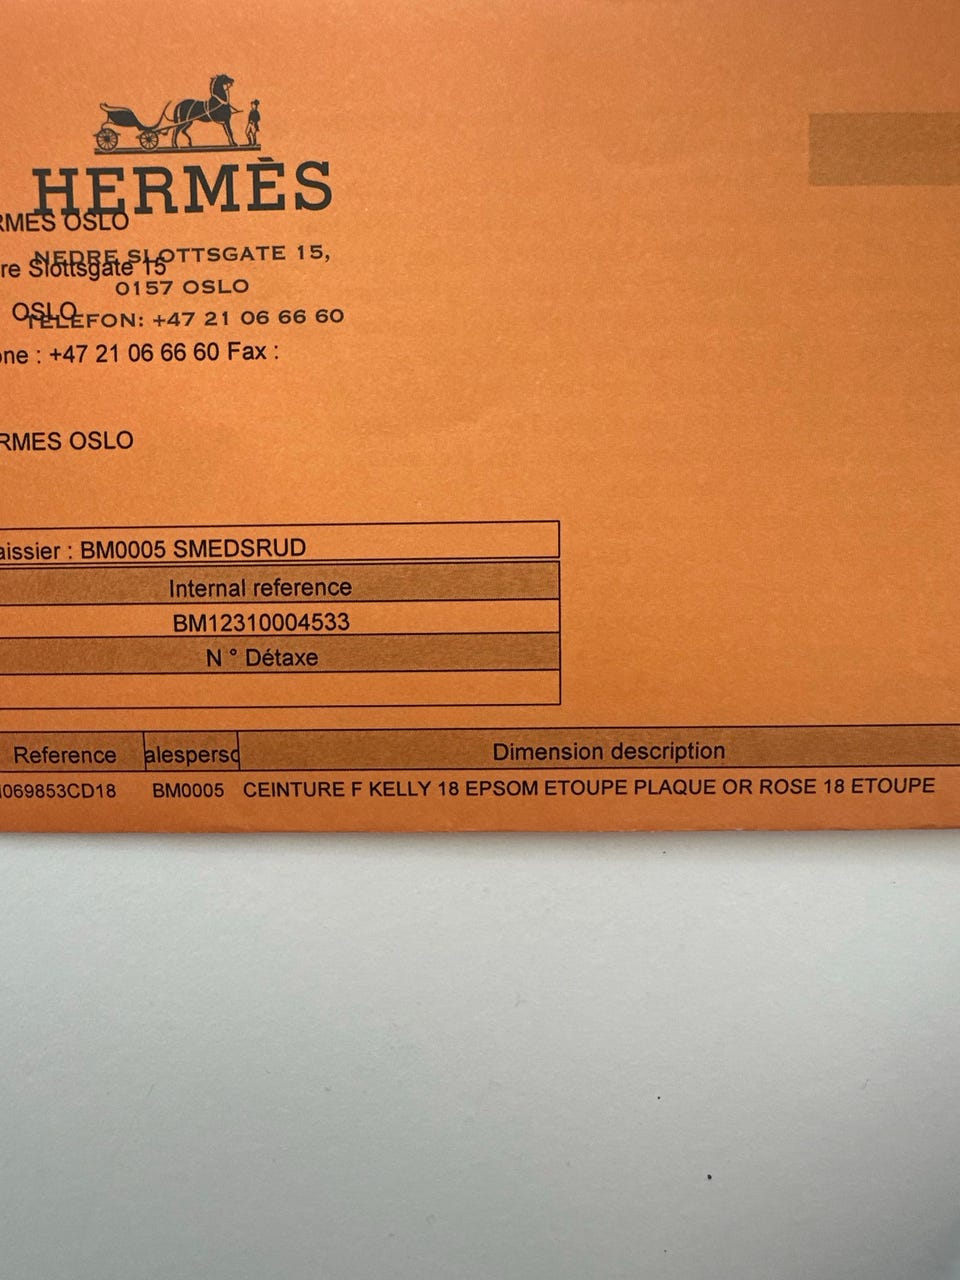 HERMÈS
RMES OSLO
NEDRE SLOTTSGATE 15,
re Slottsgate 15
0157 OSLO
OSLO
TELEFON: +47 21 06 66 60
one : +47 21 06 66 60 Fax :
RMES OSLO
aissier : BM0005 SMEDSRUD
Internal reference
BM12310004533
N ° Détaxe
Reference alesperso Dimension description
069853CD18 BM0005 CEINTURE F KELLY 18 EPSOM ETOUPE PLAQUE OR ROSE 18 ETOUPE